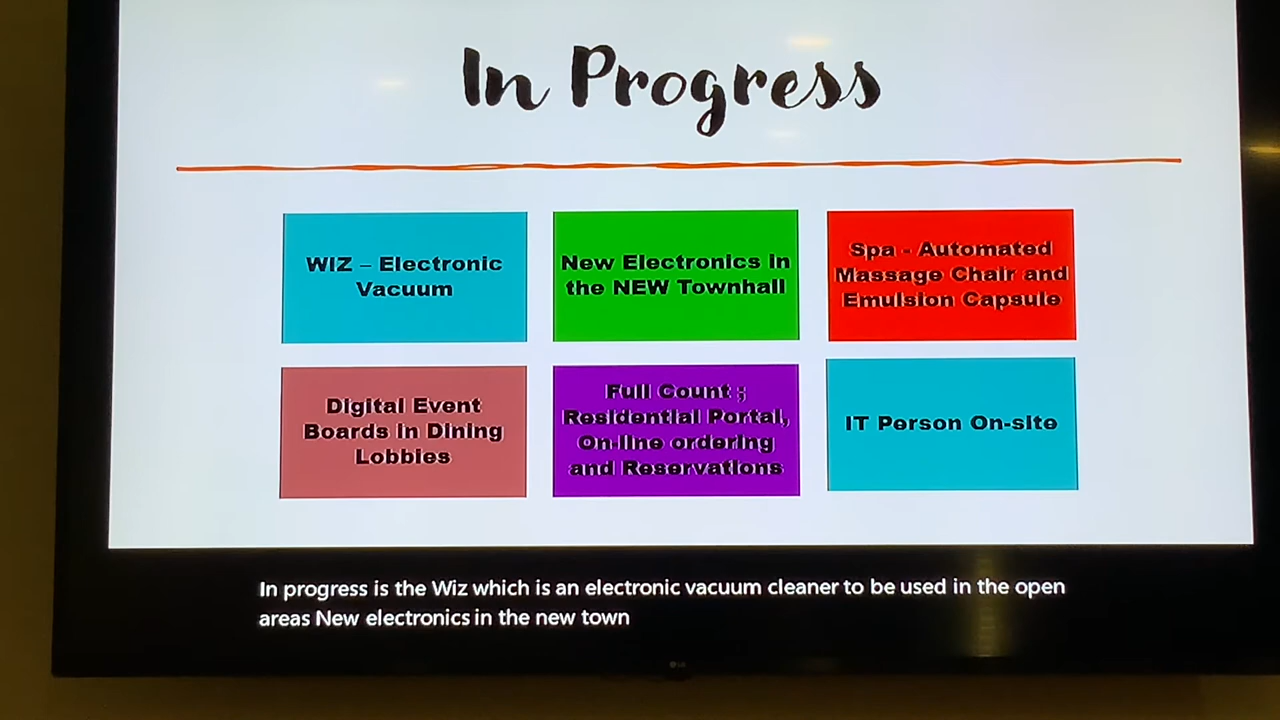 In Progress
WIZ – Electronic
Vacuum
New Electronics in
the NEW Townhall
Spa - Automated
Massage Chair and
Emulsion Capsule
Digital Event
Boards in Dining
Lobbies
Full Count ;
Residential Portal,
On-line ordering
and Reservations
IT Person On-site
In progress is the Wiz which is an electronic vacuum cleaner to be used in the open
areas New electronics in the new town
LG